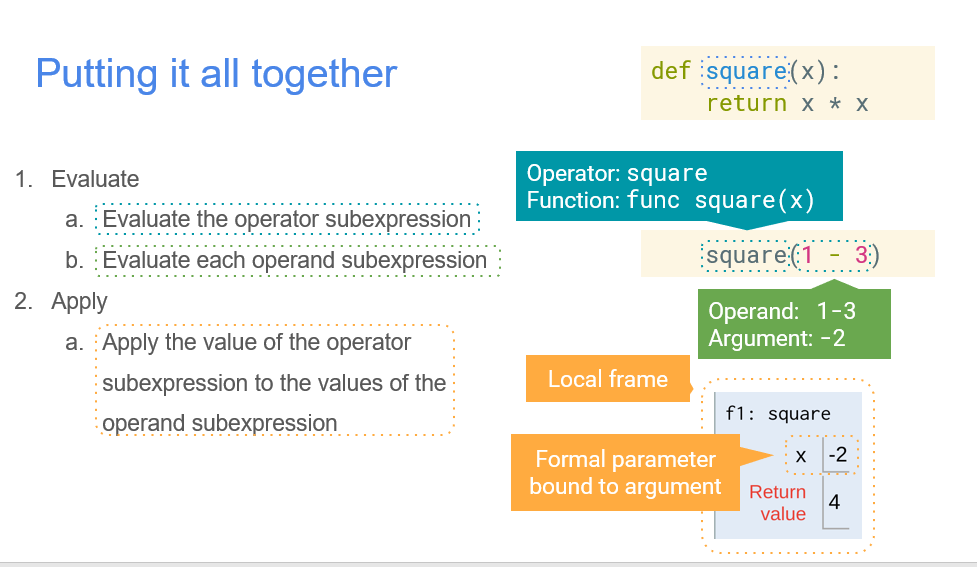 Putting it all together
def square(x):
return x * x
1. Evaluate
a. Evaluate the operator subexpression
b. Evaluate each operand subexpression
2. Apply
a. Apply the value of the operator
subexpression to the values of the
operand subexpression
Operator: square
Function: func square(x)
square(1 - 3)
Operand: 1-3
Argument: -2
Local frame
f1: square
Formal parameter
bound to argument
x -2
Return
value
4